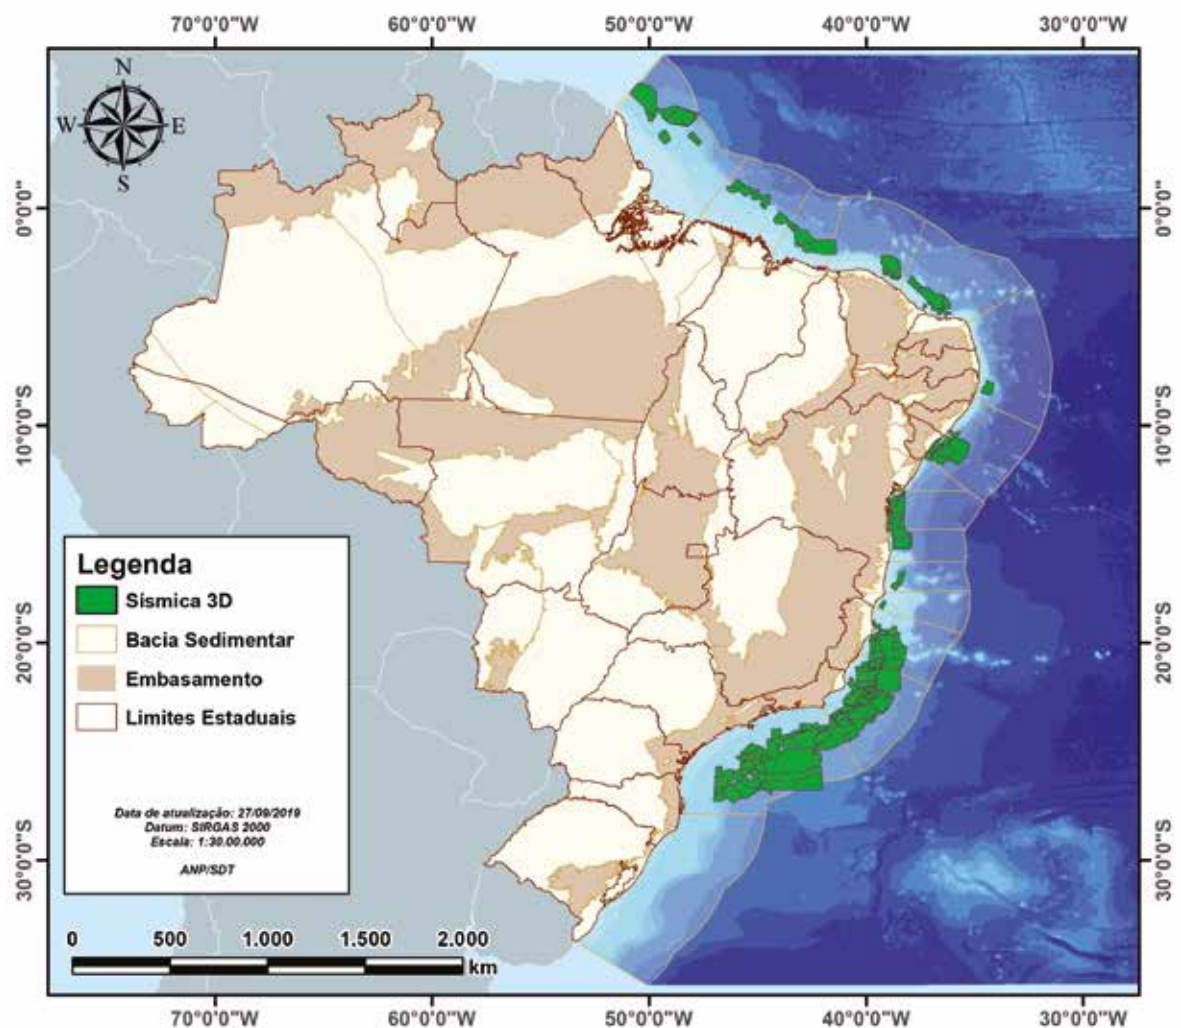 70°0'0"W 60°0'0"W 50°0'0"W 40°0'0"W 30°0'0"W
N
W E
S
0°0'0"
0°0'0"
10°0'0"S
10°0'0"S
20°0'0"S
20°0'0"S
30°0'0"S
30°0'0"S
Legenda
Sísmica 3D
Bacia Sedimentar
Embasamento
Limites Estaduais
Data de atualização: 27/09/2019
Datum: SIRGAS 2000
Escala: 1:30.00.000
ANP/SDT
0 500 1.000 1.500 2.000
km
70°0'0"W 60°0'0"W 50°0'0"W 40°0'0"W 30°0'0"W